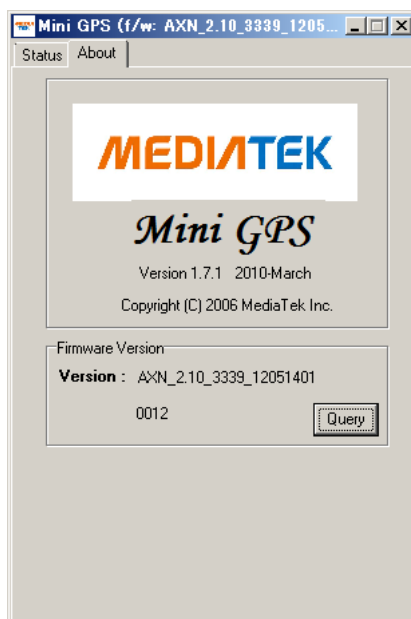 Mini GPS (f/w: AXN_2.10_3339_1205...
Status About
MEDIATEK
Mini GPS
Version 1.7.1 2010-March
Copyright (C) 2006 MediaTek Inc.
Firmware Version
Version : AXN_2.10_3339_12051401
0012
Query